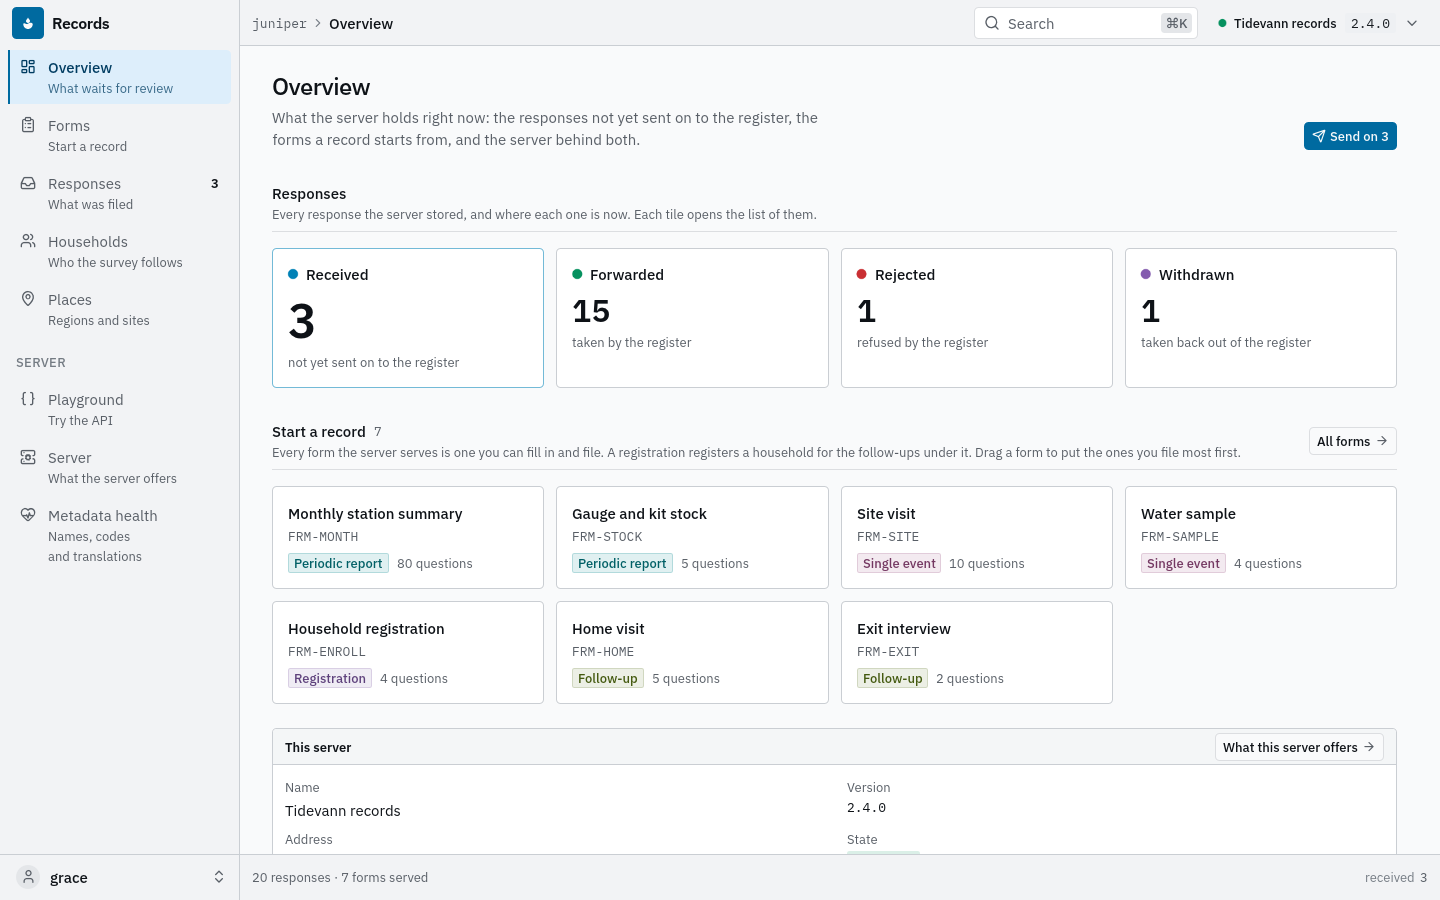 Records
juniper > Overview
Search ⌘K
Tidevann records 2.4.0
Overview
What waits for review
Forms
Start a record
Responses 3
What was filed
Households
Who the survey follows
Places
Regions and sites
SERVER
Playground
Try the API
Server
What the server offers
Metadata health
Names, codes
and translations
grace
Overview
What the server holds right now: the responses not yet sent on to the register, the
forms a record starts from, and the server behind both.
Send on 3
Responses
Every response the server stored, and where each one is now. Each tile opens the list of them.
Received
3
not yet sent on to the register
Forwarded
15
taken by the register
Rejected
1
refused by the register
Withdrawn
1
taken back out of the register
Start a record 7
Every form the server serves is one you can fill in and file. A registration registers a household for the follow-ups under it. Drag a form to put the ones you file most first.
All forms →
Monthly station summary
FRM-MONTH
Periodic report 80 questions
Gauge and kit stock
FRM-STOCK
Periodic report 5 questions
Site visit
FRM-SITE
Single event 10 questions
Water sample
FRM-SAMPLE
Single event 4 questions
Household registration
FRM-ENROLL
Registration 4 questions
Home visit
FRM-HOME
Follow-up 5 questions
Exit interview
FRM-EXIT
Follow-up 2 questions
This server
What this server offers →
Name
Tidevann records
Version
2.4.0
Address
State
20 responses · 7 forms served
received 3